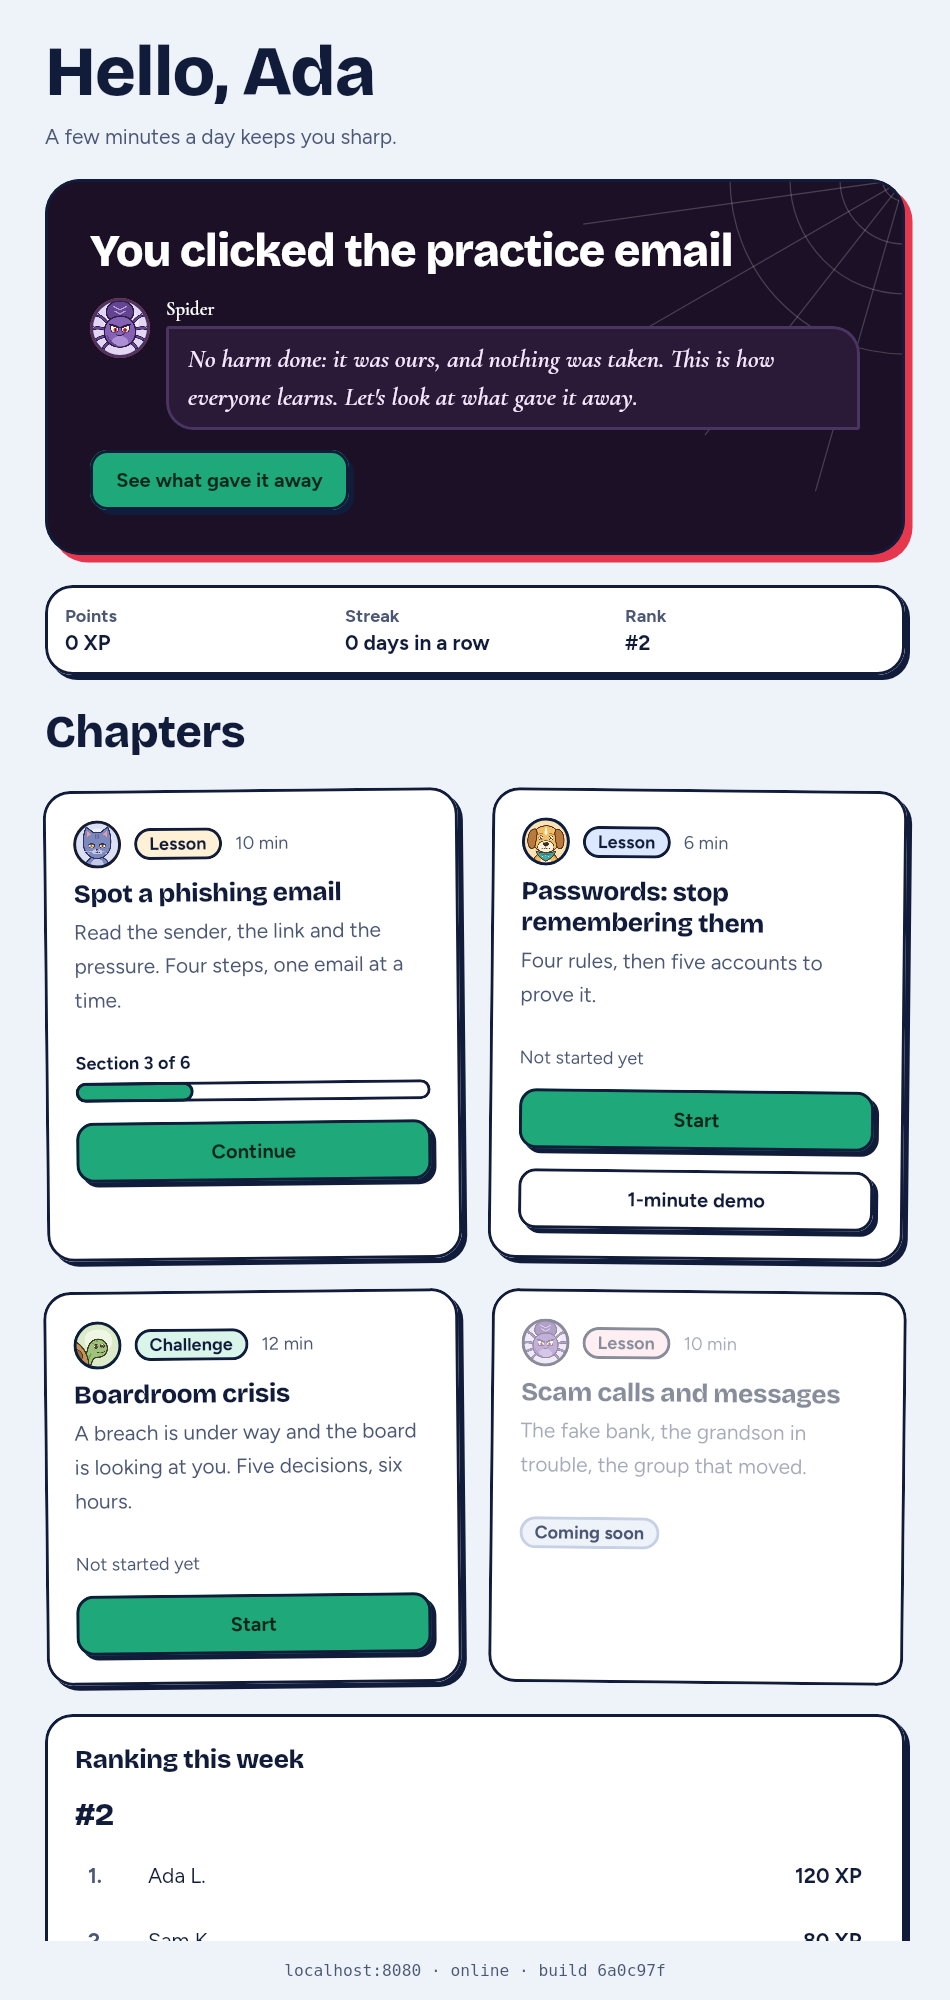 Hello, Ada
A few minutes a day keeps you sharp.
You clicked the practice email
Spider
No harm done: it was ours, and nothing was taken. This is how
everyone learns. Let's look at what gave it away.
See what gave it away
Points
0 XP
Streak
0 days in a row
Rank
#2
Chapters
Lesson
10 min
Spot a phishing email
Read the sender, the link and the
pressure. Four steps, one email at a
time.
Section 3 of 6
Continue
Lesson
6 min
Passwords: stop
remembering them
Four rules, then five accounts to
prove it.
Not started yet
Start
1-minute demo
Challenge
12 min
Boardroom crisis
A breach is under way and the board
is looking at you. Five decisions, six
hours.
Not started yet
Start
Lesson
10 min
Scam calls and messages
The fake bank, the grandson in
trouble, the group that moved.
Coming soon
Ranking this week
#2
1. Ada L. 120 XP
2. Sam K. 80 XP
localhost:8080 · online · build 6a0c97f